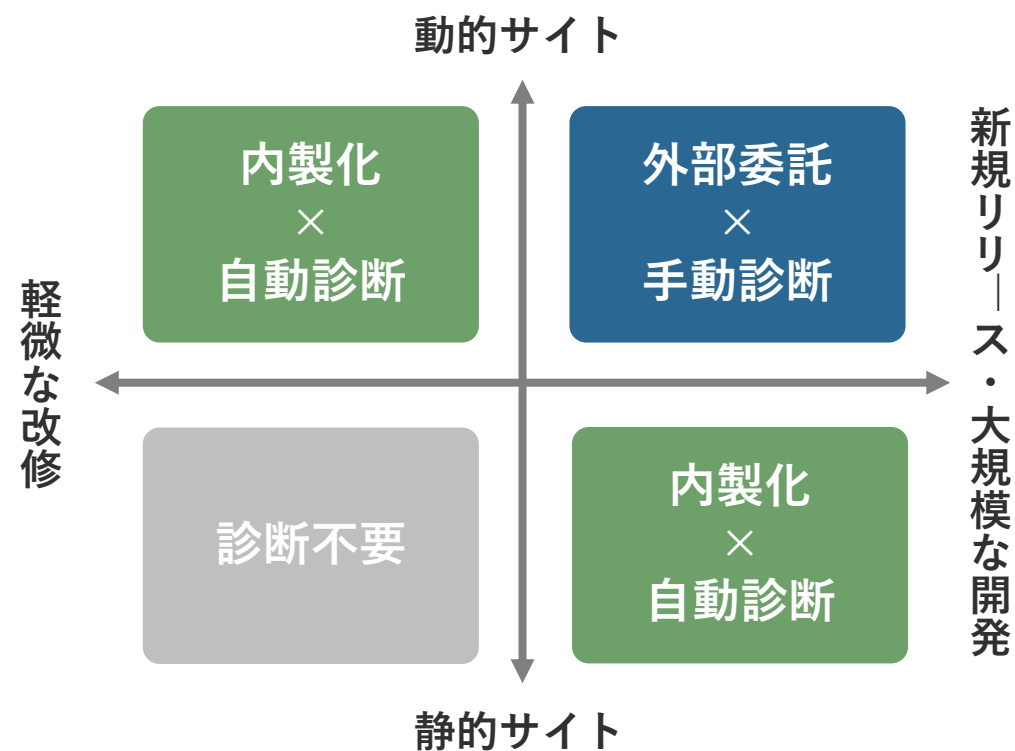 動的サイト
内製化
×
自動診断
外部委託
×
手動診断
軽微な改修
新規リリース・大規模な開発
診断不要
内製化
×
自動診断
静的サイト